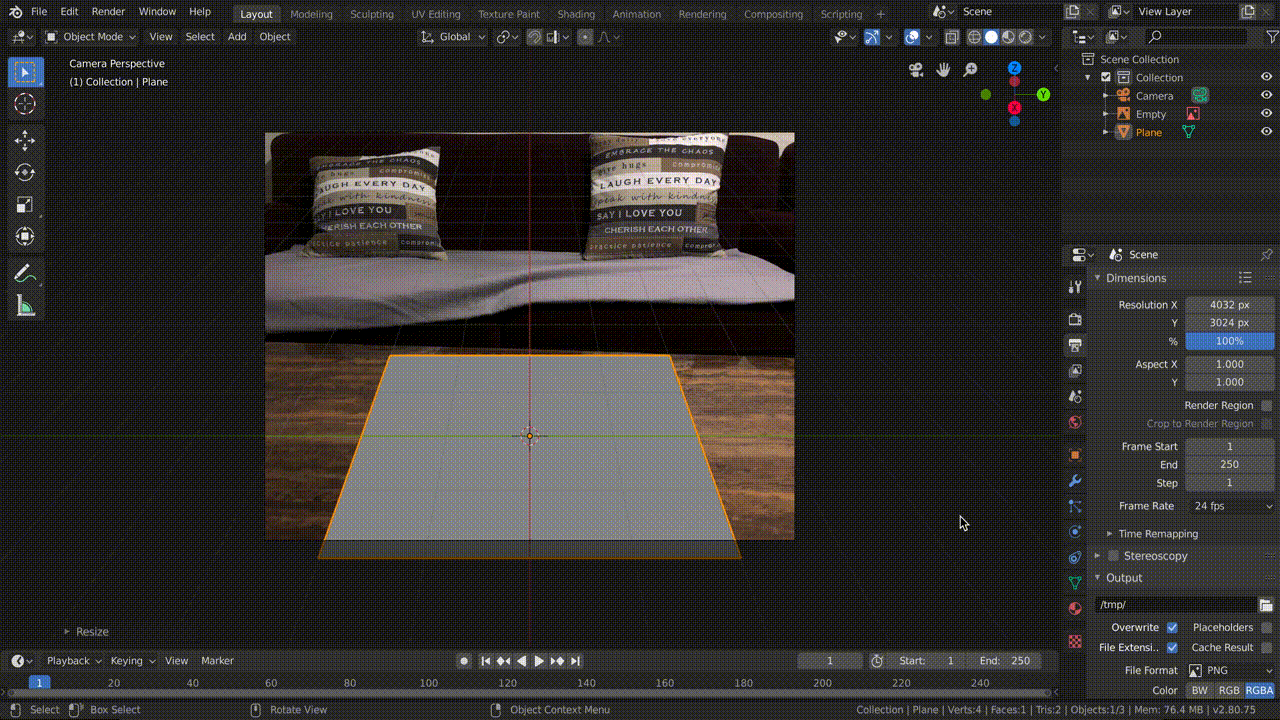 File Edit Render Window Help Layout Modeling Sculpting UV Editing Texture Paint Shading Animation Rendering Compositing Scripting + Scene View Layer
Object Mode View Select Add Object Global
Camera Perspective
(1) Collection | Plane
Z
Y
X
Scene Collection
Collection
Camera
Empty
Plane
EMBRACE THE CHAOS
hugs compromise
LAUGH EVERY DAY
speak with kindness
SAY I LOVE YOU
CHERISH EACH OTHER
practice patience compromise
EMBRACE THE CHAOS
give hugs compromise
LAUGH EVERY DAY
speak with kindness
SAY I LOVE YOU
CHERISH EACH OTHER
practice patience compr
Scene
Dimensions
Resolution X 4032 px
Y 3024 px
% 100%
Aspect X 1.000
Y 1.000
Render Region
Crop to Render Region
Frame Start 1
End 250
Step 1
Frame Rate 24 fps
Time Remapping
Stereoscopy
Output
/tmp/
Overwrite Placeholders
File Extensi.. Cache Result
File Format PNG
Color BW RGB RGBA
Resize
Playback Keying View Marker 1 Start: 1 End: 250
1 20 40 60 80 100 120 140 160 180 200 220 240
Select Box Select Rotate View Object Context Menu Collection | Plane | Verts:4 | Faces:1 | Tris:2 | Objects:1/3 | Mem: 76.4 MB | v2.80.75